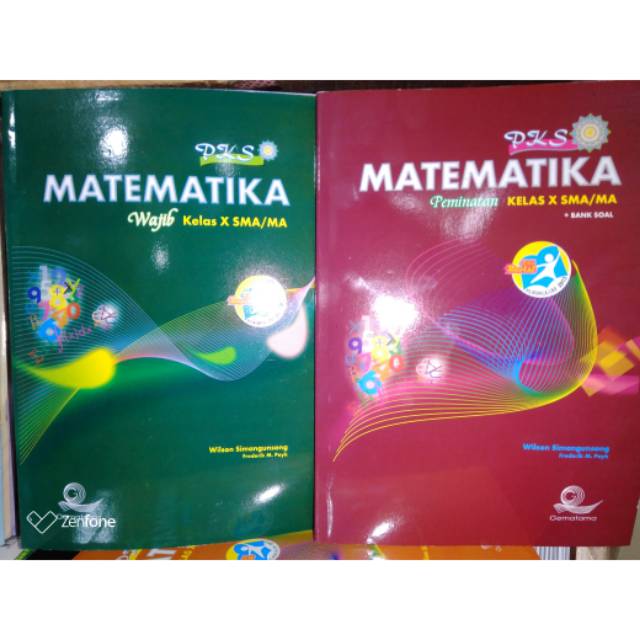 PKS
MATEMATIKA
Wajib Kelas X SMA/MA
Wilson Simangunsong
Frederik M. Poyk
Zenfone
PKS
MATEMATIKA
Peminatan KELAS X SMA/MA
+ BANK SOAL
Wilson Simangunsong
Frederik M. Poyk
Gematama
KELAS X